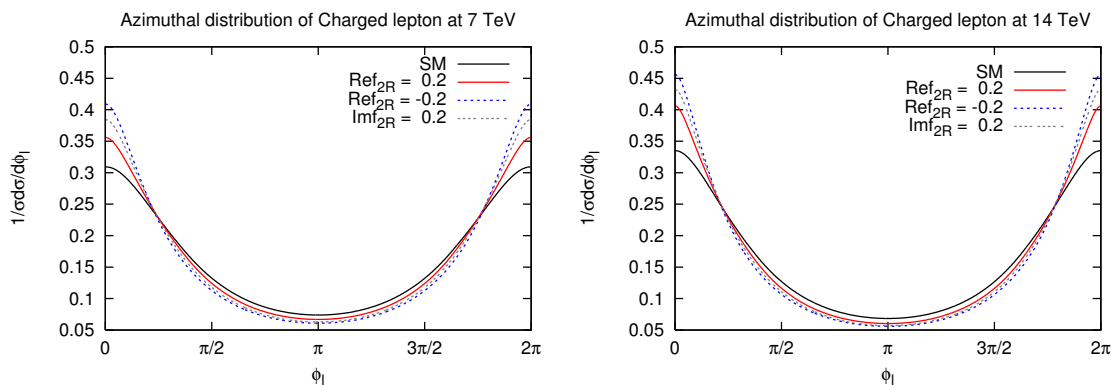 Azimuthal distribution of Charged lepton at 7 TeV
0.5
0.45
0.4
0.35
0.3
0.25
0.2
0.15
0.1
0.05
1/σdσ/dϕl
SM
Ref2R = 0.2
Ref2R = -0.2
Imf2R = 0.2
0 π/2 π 3π/2 2π
ϕl
Azimuthal distribution of Charged lepton at 14 TeV
0.5
0.45
0.4
0.35
0.3
0.25
0.2
0.15
0.1
0.05
1/σdσ/dϕl
SM
Ref2R = 0.2
Ref2R = -0.2
Imf2R = 0.2
0 π/2 π 3π/2 2π
ϕl